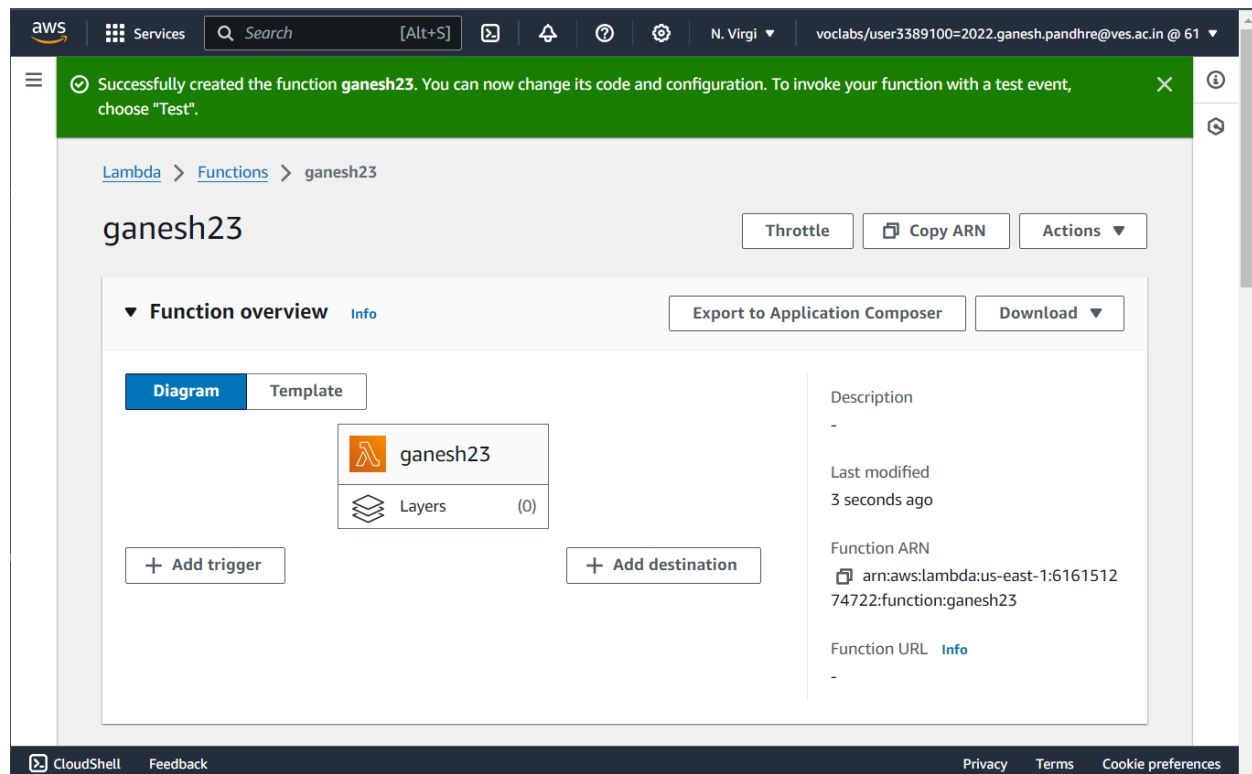 aws Services Search [Alt+S] N. Virgi ▼ voclabs/user3389100=2022.ganesh.pandhre@ves.ac.in @ 61 ▼
Successfully created the function ganesh23. You can now change its code and configuration. To invoke your function with a test event,
choose "Test".
Lambda > Functions > ganesh23
ganesh23
Throttle Copy ARN Actions ▼
▼ Function overview Info
Export to Application Composer Download ▼
Diagram Template
ganesh23
Layers (0)
+ Add trigger
+ Add destination
Description
-
Last modified
3 seconds ago
Function ARN
arn:aws:lambda:us-east-1:6161512
74722:function:ganesh23
Function URL Info
-
CloudShell Feedback Privacy Terms Cookie preferences